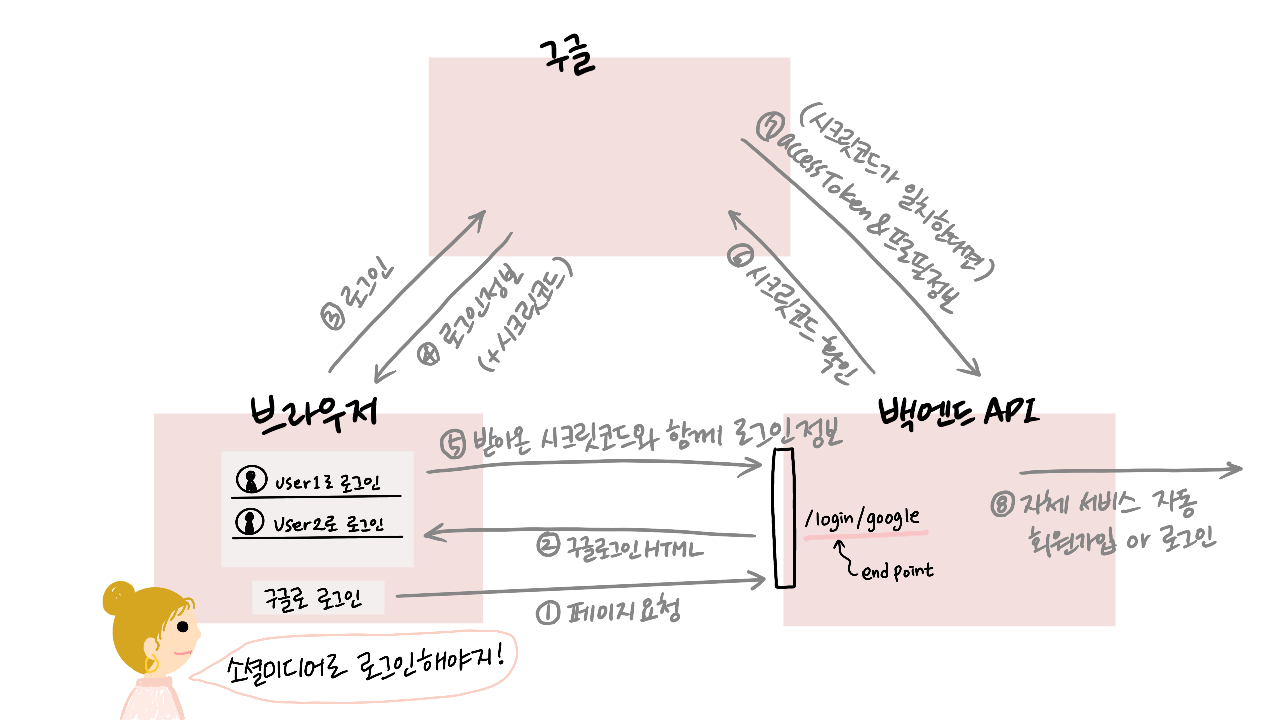 구글
⑦ (시크릿코드가 일치한다면)
accessToken & 프로필정보
⑥ 시크릿코드 확인
③ 로그인
④ 로그인정보
(+시크릿코드)
브라우저
user1로 로그인
user2로 로그인
구글로 로그인
⑤ 받아온 시크릿코드와 함께 로그인정보
② 구글로그인HTML
① 페이지요청
백엔드 API
/login/google
end point
⑧ 자체 서비스 자동
회원가입 or 로그인
소셜미디어로 로그인해야지!